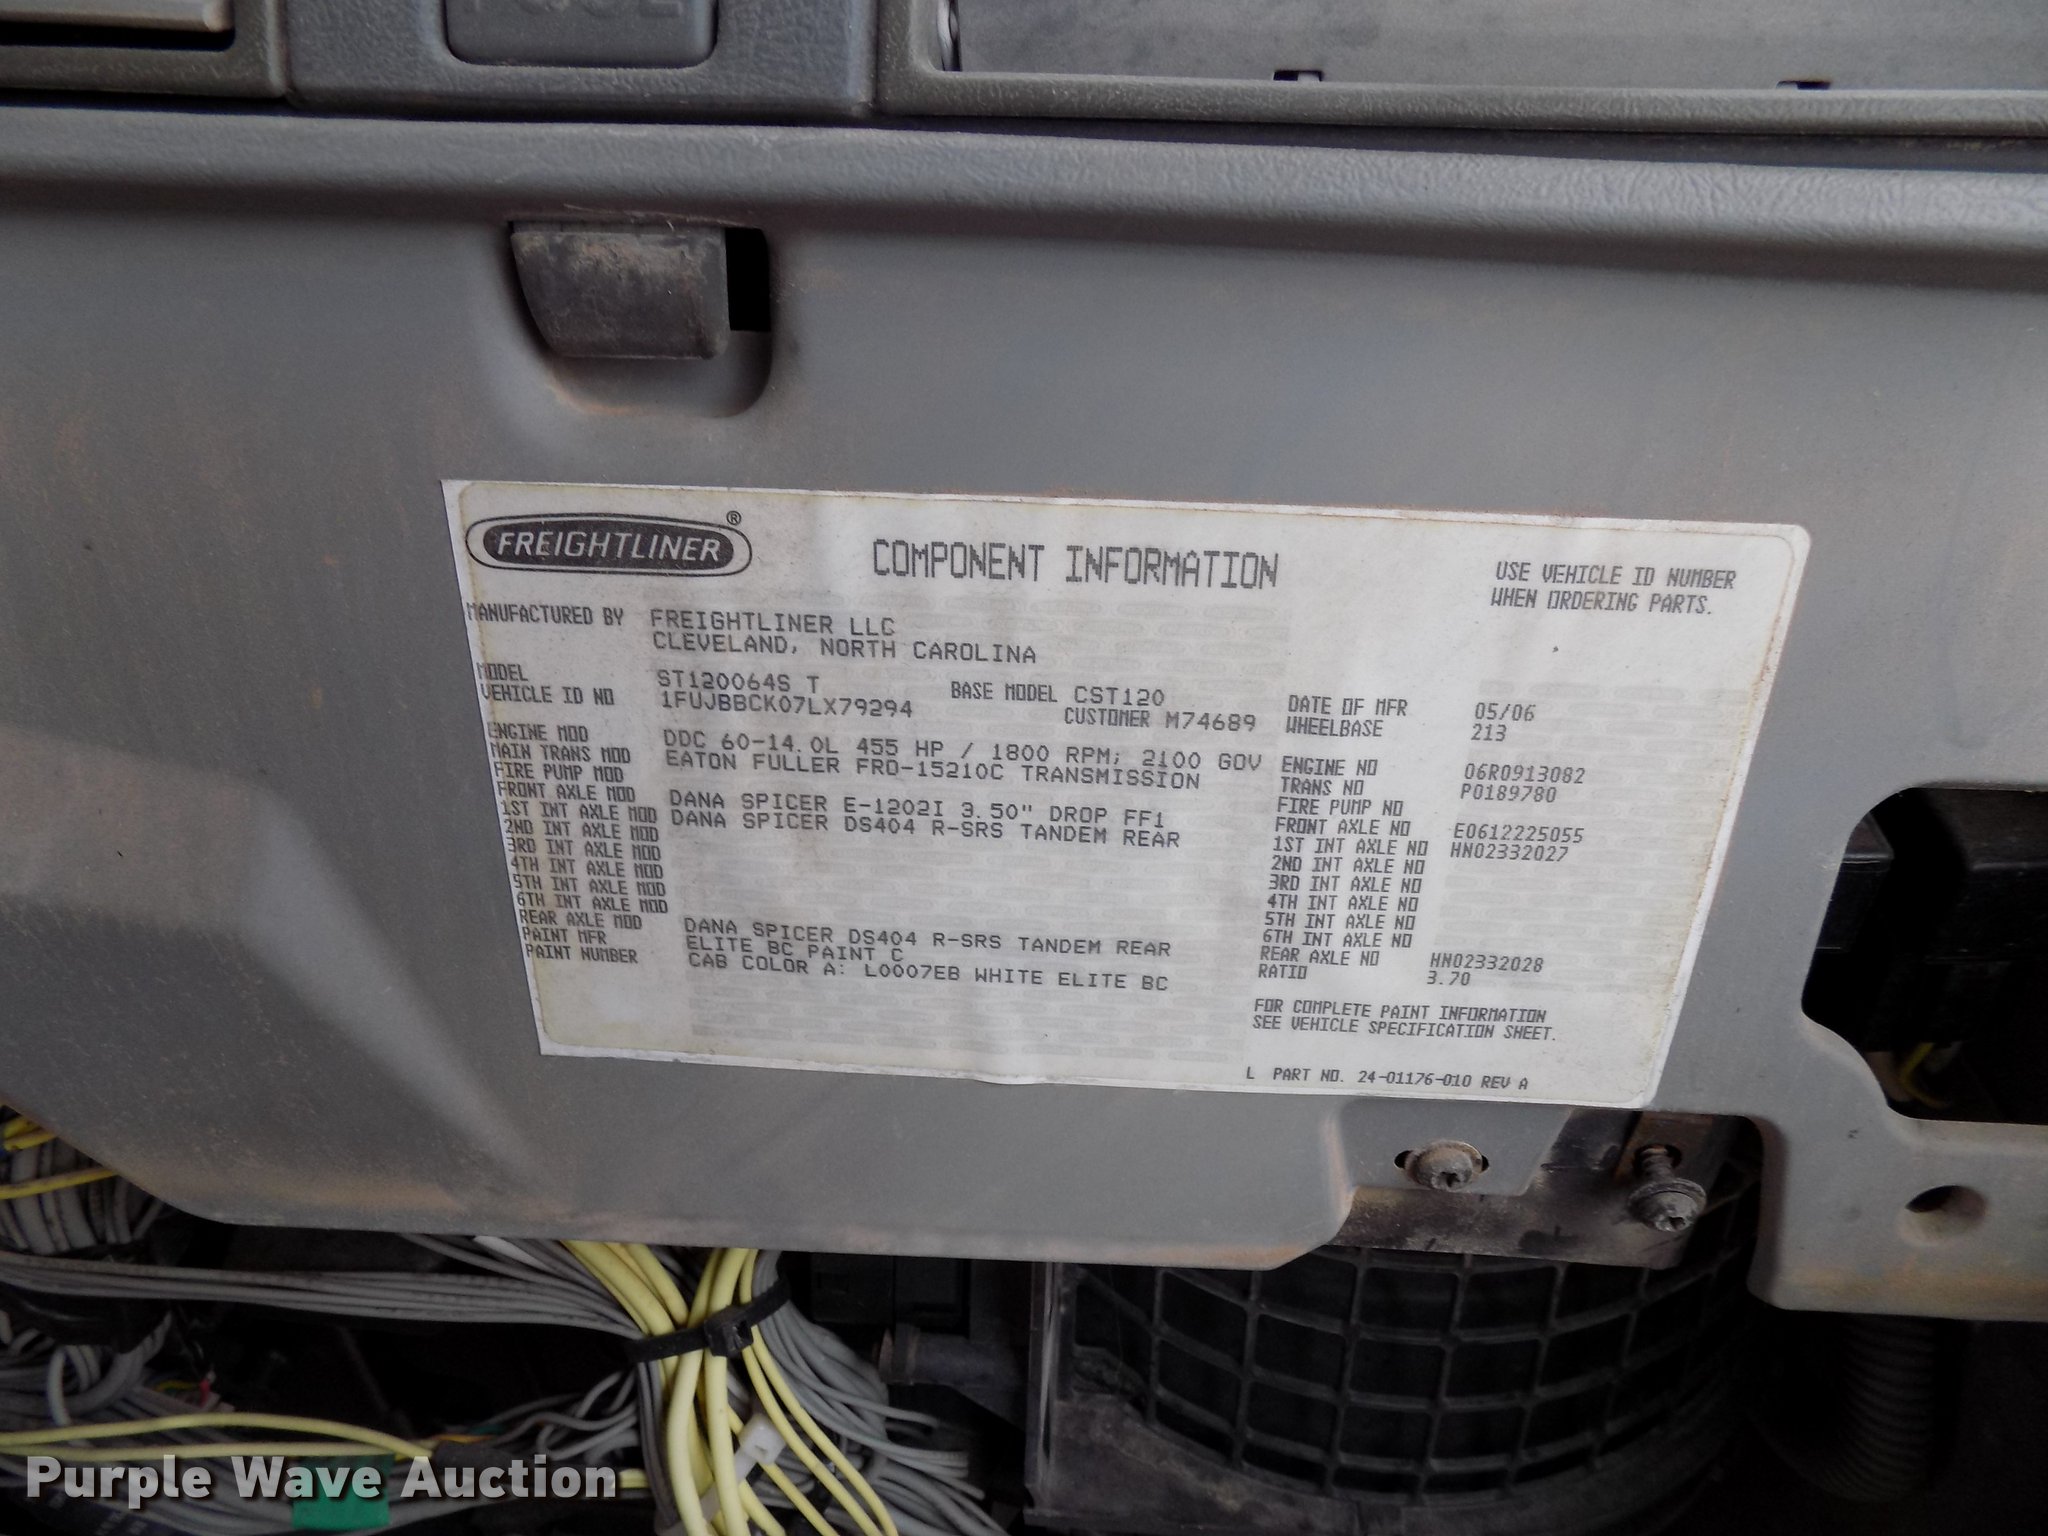 FREIGHTLINER®
COMPONENT INFORMATION
USE VEHICLE ID NUMBER
WHEN ORDERING PARTS.
MANUFACTURED BY FREIGHTLINER LLC
CLEVELAND, NORTH CAROLINA
MODEL ST120064S T BASE MODEL CST120 DATE OF MFR 05/06
VEHICLE ID NO 1FUJBBCK07LX79294 CUSTOMER M74689 WHEELBASE 213
ENGINE MOD DDC 60-14.0L 455 HP / 1800 RPM; 2100 GOV ENGINE NO 06R0913082
MAIN TRANS MOD EATON FULLER FRO-15210C TRANSMISSION TRANS NO P0189780
FIRE PUMP MOD FIRE PUMP NO
FRONT AXLE MOD DANA SPICER E-1202I 3.50" DROP FF1 FRONT AXLE NO E0612225055
1ST INT AXLE MOD DANA SPICER DS404 R-SRS TANDEM REAR 1ST INT AXLE NO HN02332027
2ND INT AXLE MOD 2ND INT AXLE NO
3RD INT AXLE MOD 3RD INT AXLE NO
4TH INT AXLE MOD 4TH INT AXLE NO
5TH INT AXLE MOD 5TH INT AXLE NO
6TH INT AXLE MOD 6TH INT AXLE NO
REAR AXLE MOD DANA SPICER DS404 R-SRS TANDEM REAR REAR AXLE NO HN02332028
PAINT MFR ELITE BC PAINT C RATIO 3.70
PAINT NUMBER CAB COLOR A: L0007EB WHITE ELITE BC
FOR COMPLETE PAINT INFORMATION
SEE VEHICLE SPECIFICATION SHEET.
L PART NO. 24-01176-010 REV A
Purple Wave Auction